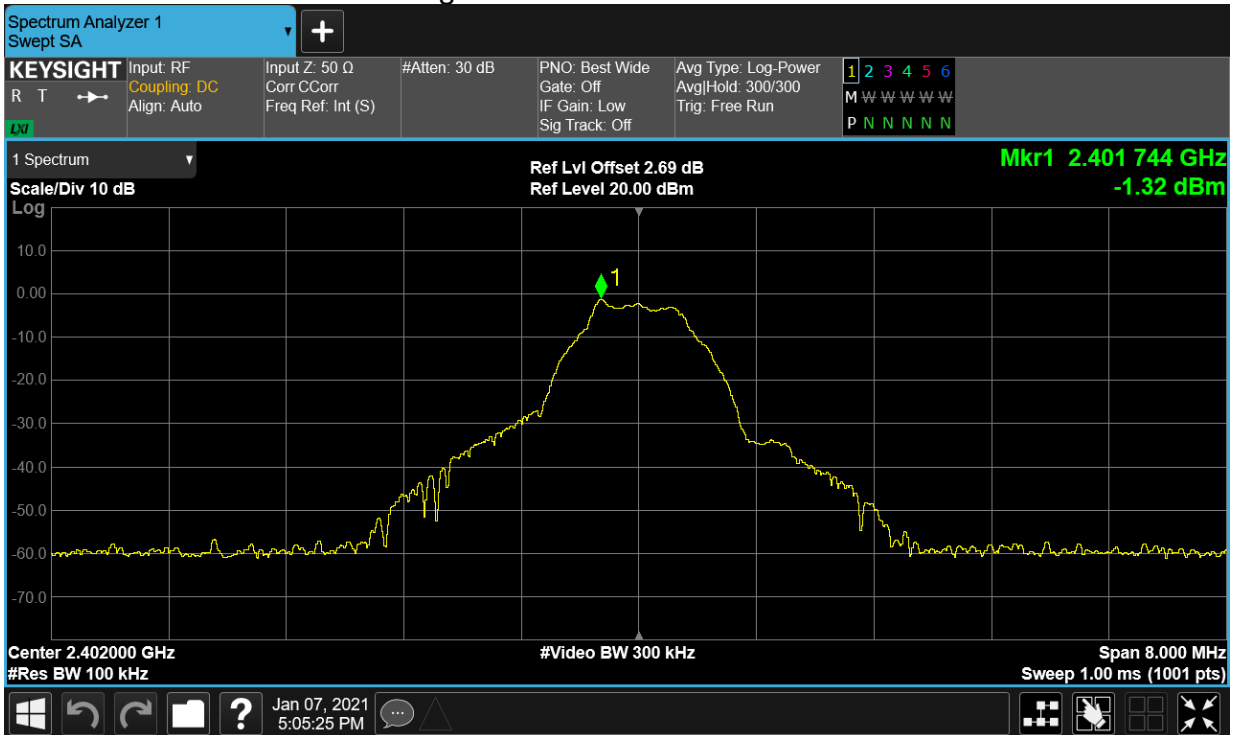 Spectrum Analyzer 1
Swept SA
+
KEYSIGHT Input: RF Input Z: 50 Ω #Atten: 30 dB PNO: Best Wide Avg Type: Log-Power 1 2 3 4 5 6
Coupling: DC Corr CCorr Gate: Off Avg|Hold: 300/300
R T Align: Auto Freq Ref: Int (S) IF Gain: Low Trig: Free Run M W W W W W W
LXI Sig Track: Off P N N N N N N
1 Spectrum Ref Lvl Offset 2.69 dB Mkr1 2.401 744 GHz
Scale/Div 10 dB Ref Level 20.00 dBm -1.32 dBm
Log
1
10.0
0.00
-10.0
-20.0
-30.0
-40.0
-50.0
-60.0
-70.0
Center 2.402000 GHz #Video BW 300 kHz Span 8.000 MHz
#Res BW 100 kHz Sweep 1.00 ms (1001 pts)
? Jan 07, 2021
5:05:25 PM